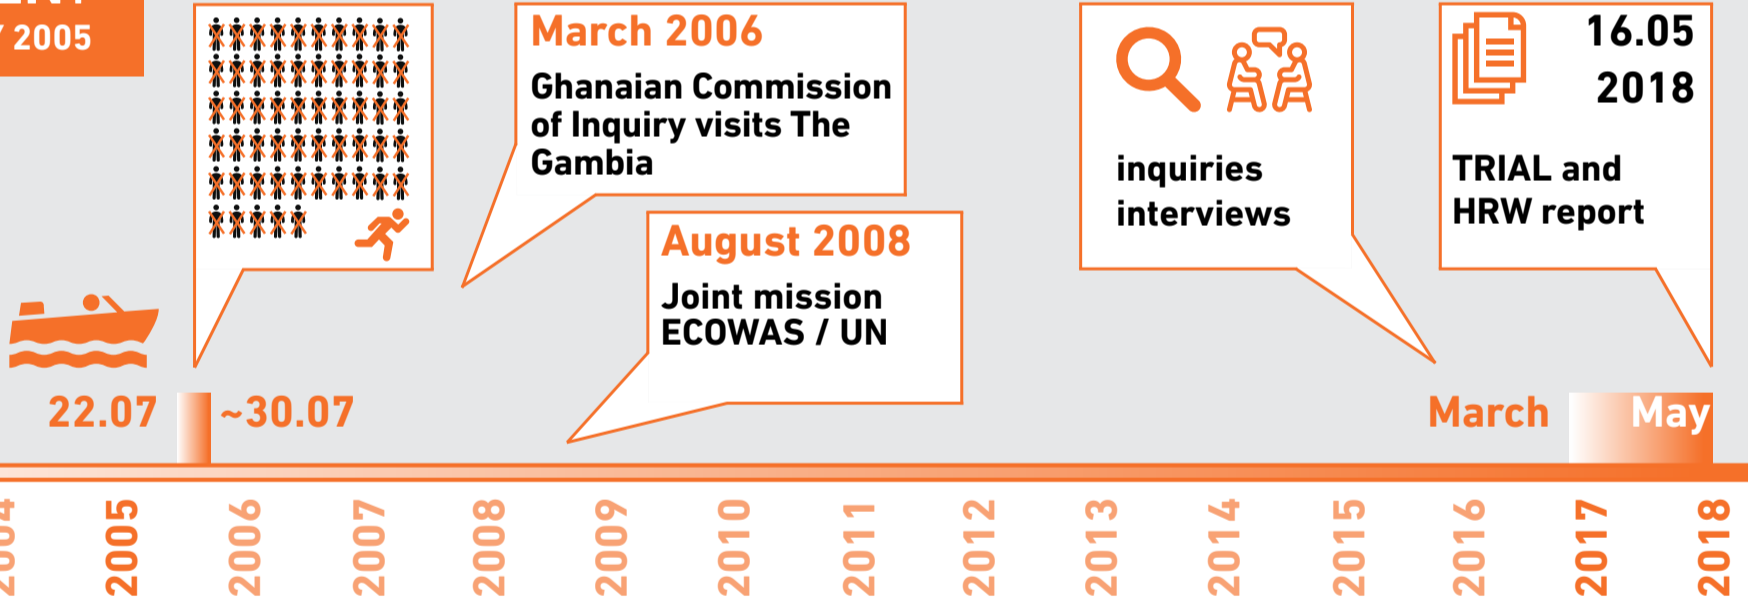 2005
March 2006
Ghanaian Commission
of Inquiry visits The
Gambia
August 2008
Joint mission
ECOWAS / UN
inquiries
interviews
16.05
2018
TRIAL and
HRW report
22.07
~30.07
March
May
2005
2006
2007
2008
2009
2010
2011
2012
2013
2014
2015
2016
2017
2018